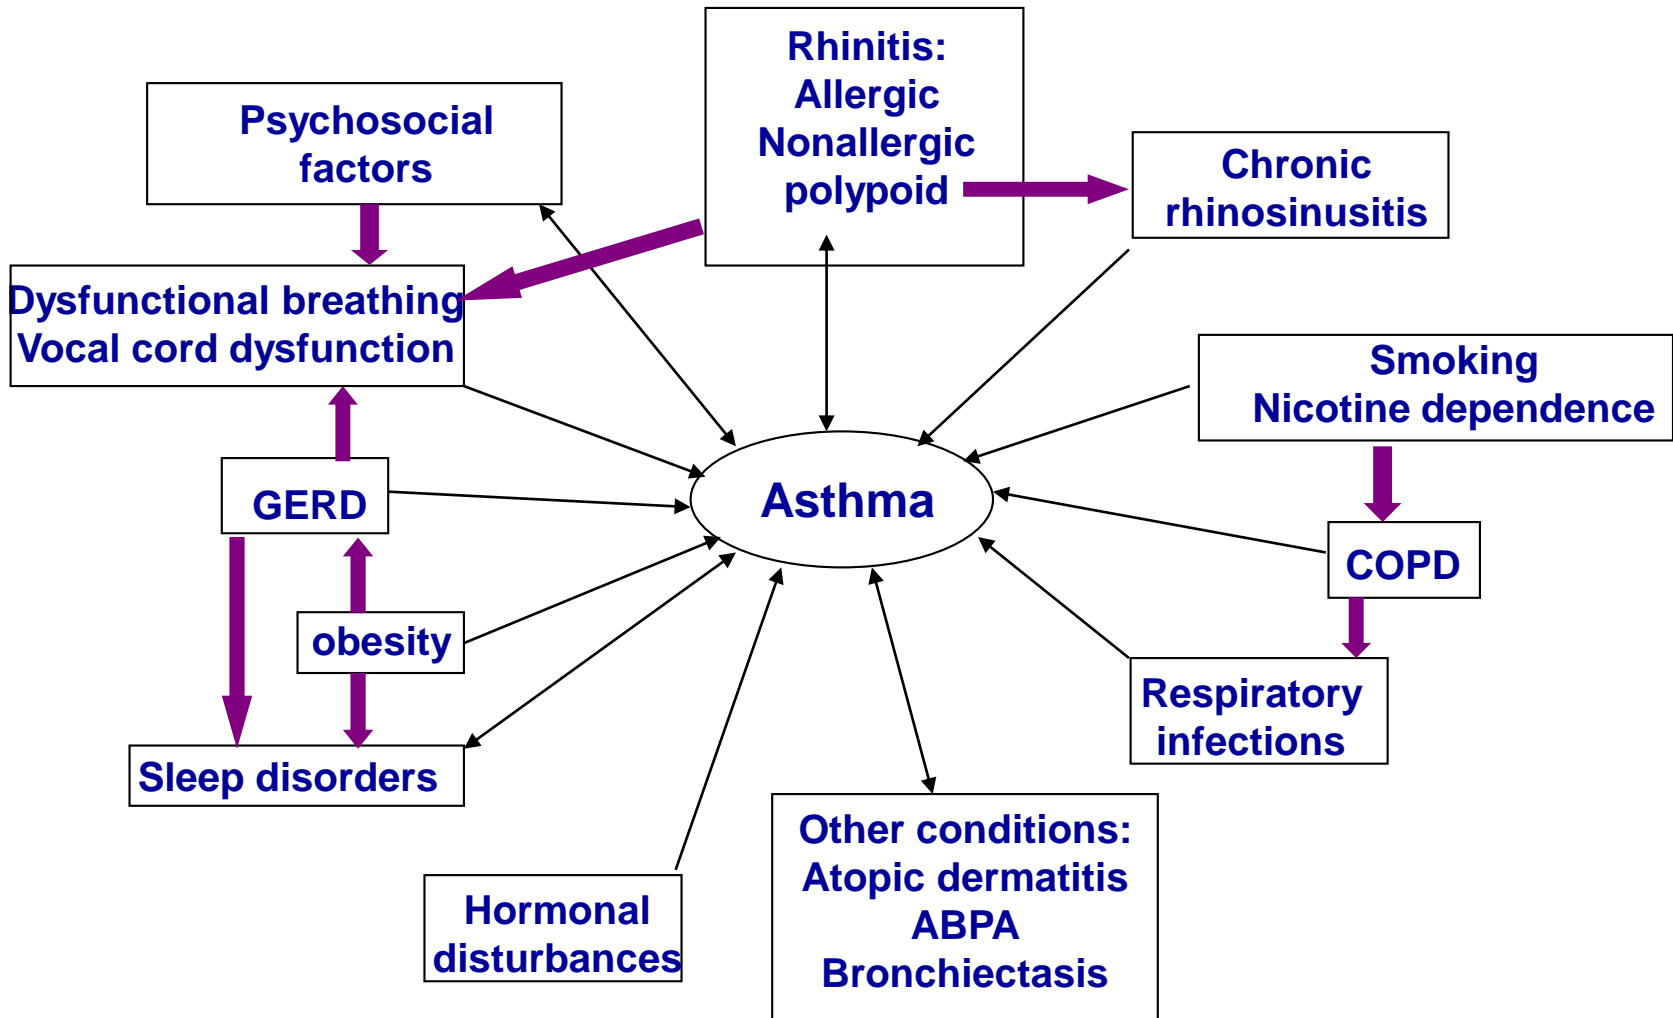 Rhinitis:
Allergic
Nonallergic
polypoid
Psychosocial
factors
Chronic
rhinosinusitis
Dysfunctional breathing
Vocal cord dysfunction
Smoking
Nicotine dependence
GERD
Asthma
COPD
obesity
Respiratory
infections
Sleep disorders
Other conditions:
Atopic dermatitis
ABPA
Bronchiectasis
Hormonal
disturbances